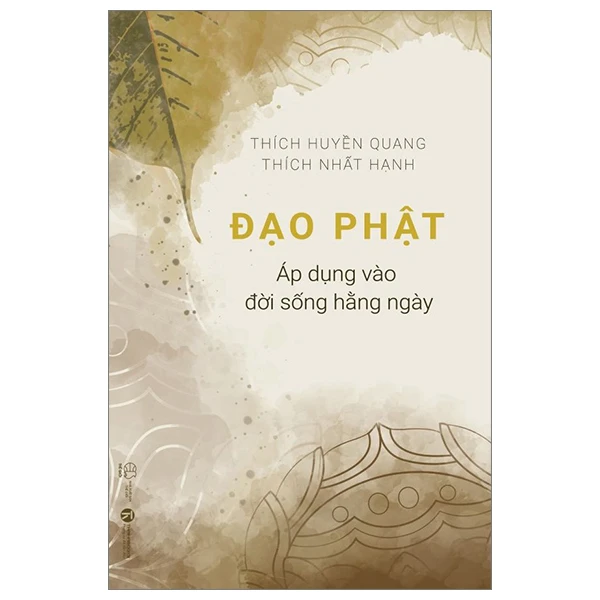 THÍCH HUYỀN QUANG
THÍCH NHẤT HẠNH
ĐẠO PHẬT
Áp dụng vào
đời sống hằng ngày